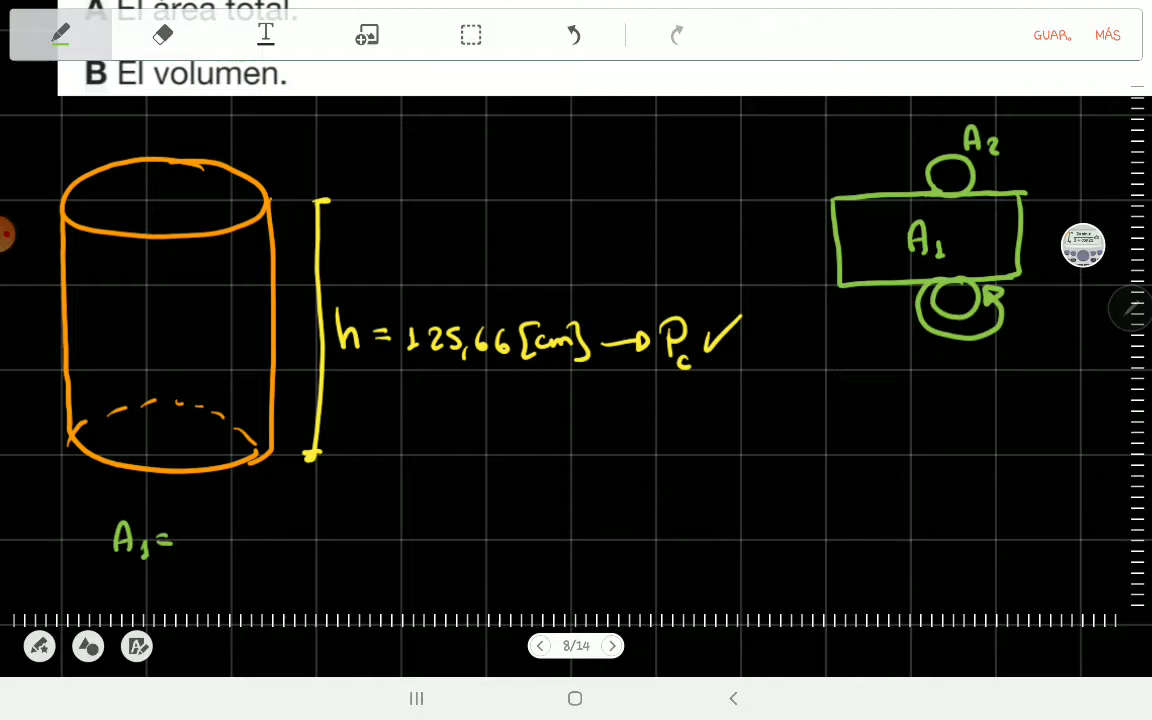 A El área total.
T
GUAR.
MÁS
B El volumen.
A2
A1
h = 125,66 [cm] → Pc ✓
A1 =
8/14